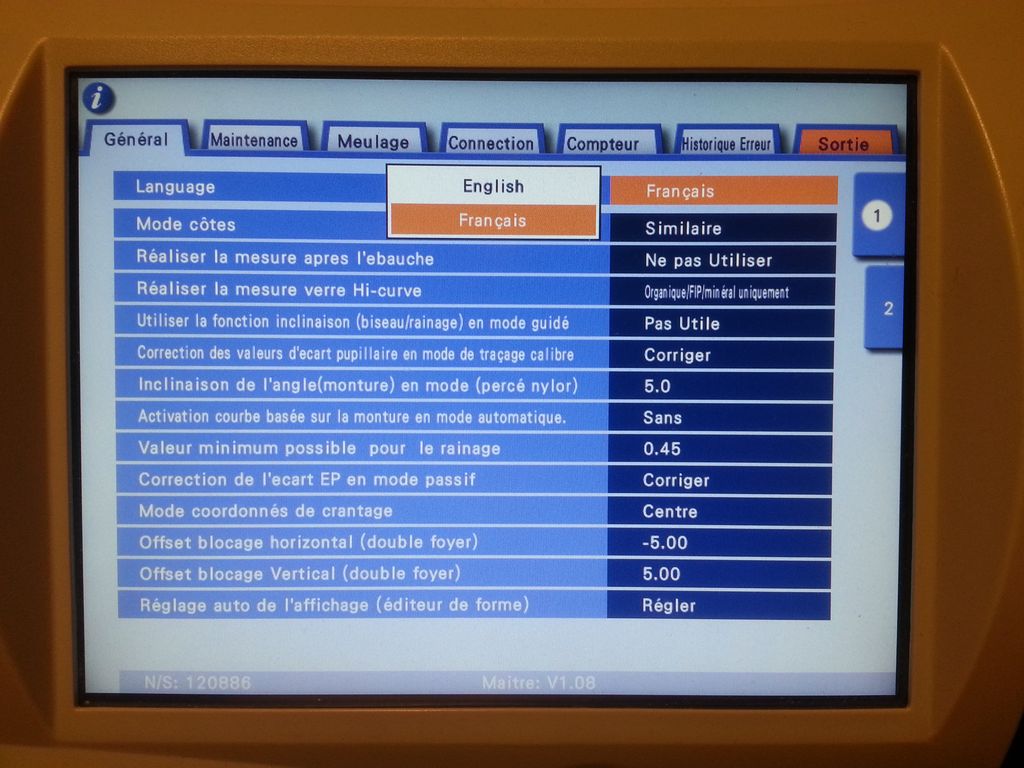 i
Général Maintenance Meulage Connection Compteur Historique Erreur Sortie
Language English Français
Français
Mode côtes Similaire
Réaliser la mesure apres l'ebauche Ne pas Utiliser
Réaliser la mesure verre Hi-curve Organique/FIP/minéral uniquement
Utiliser la fonction inclinaison (biseau/rainage) en mode guidé Pas Utile
Correction des valeurs d'ecart pupillaire en mode de traçage calibre Corriger
Inclinaison de l'angle(monture) en mode (percé nylor) 5.0
Activation courbe basée sur la monture en mode automatique. Sans
Valeur minimum possible pour le rainage 0.45
Correction de l'ecart EP en mode passif Corriger
Mode coordonnés de crantage Centre
Offset blocage horizontal (double foyer) -5.00
Offset blocage Vertical (double foyer) 5.00
Réglage auto de l'affichage (éditeur de forme) Régler
1
2
N/S: 120886 Maitre: V1.08